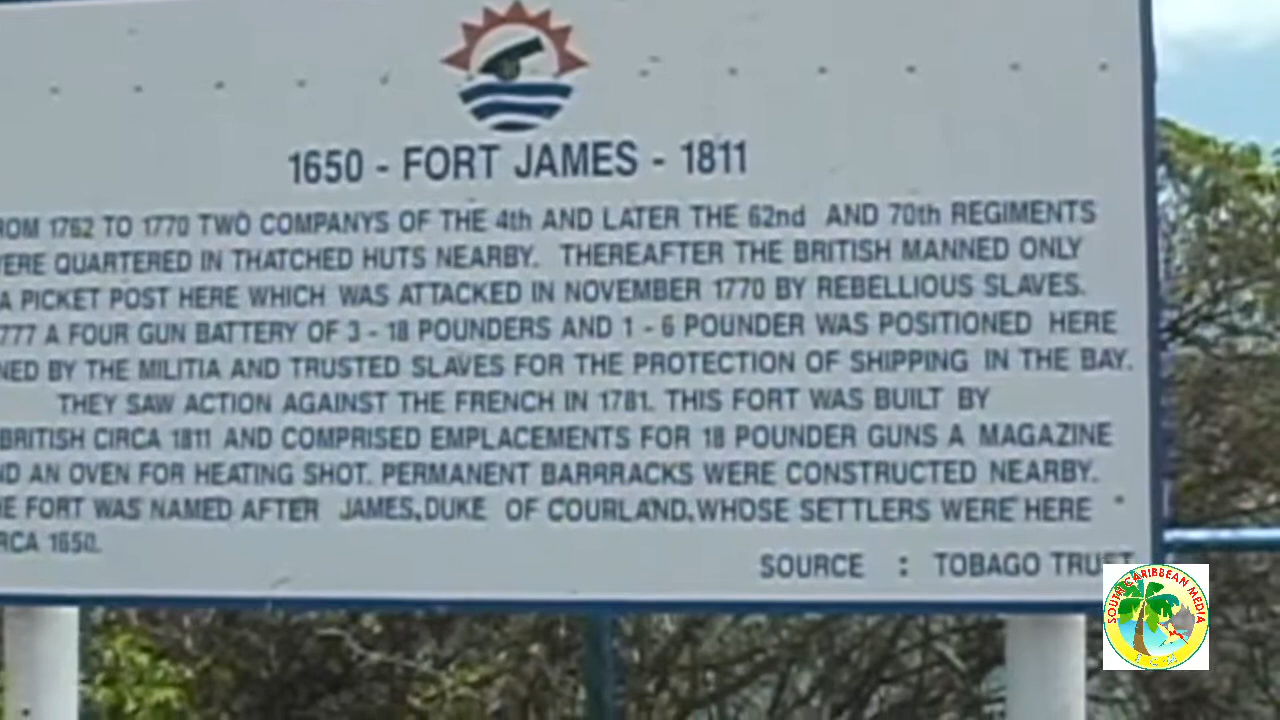 1650 - FORT JAMES - 1811
ROM 1762 TO 1770 TWO COMPANYS OF THE 4th AND LATER THE 62nd AND 70th REGIMENTS
ERE QUARTERED IN THATCHED HUTS NEARBY. THEREAFTER THE BRITISH MANNED ONLY
A PICKET POST HERE WHICH WAS ATTACKED IN NOVEMBER 1770 BY REBELLIOUS SLAVES.
777 A FOUR GUN BATTERY OF 3 - 18 POUNDERS AND 1 - 6 POUNDER WAS POSITIONED HERE
NED BY THE MILITIA AND TRUSTED SLAVES FOR THE PROTECTION OF SHIPPING IN THE BAY.
THEY SAW ACTION AGAINST THE FRENCH IN 1781. THIS FORT WAS BUILT BY
BRITISH CIRCA 1811 AND COMPRISED EMPLACEMENTS FOR 18 POUNDER GUNS A MAGAZINE
ND AN OVEN FOR HEATING SHOT. PERMANENT BARRRACKS WERE CONSTRUCTED NEARBY.
HE FORT WAS NAMED AFTER JAMES, DUKE OF COURLAND, WHOSE SETTLERS WERE HERE
RCA 1650.
SOURCE : TOBAGO TRUST
SOUTH CARIBBEAN MEDIA